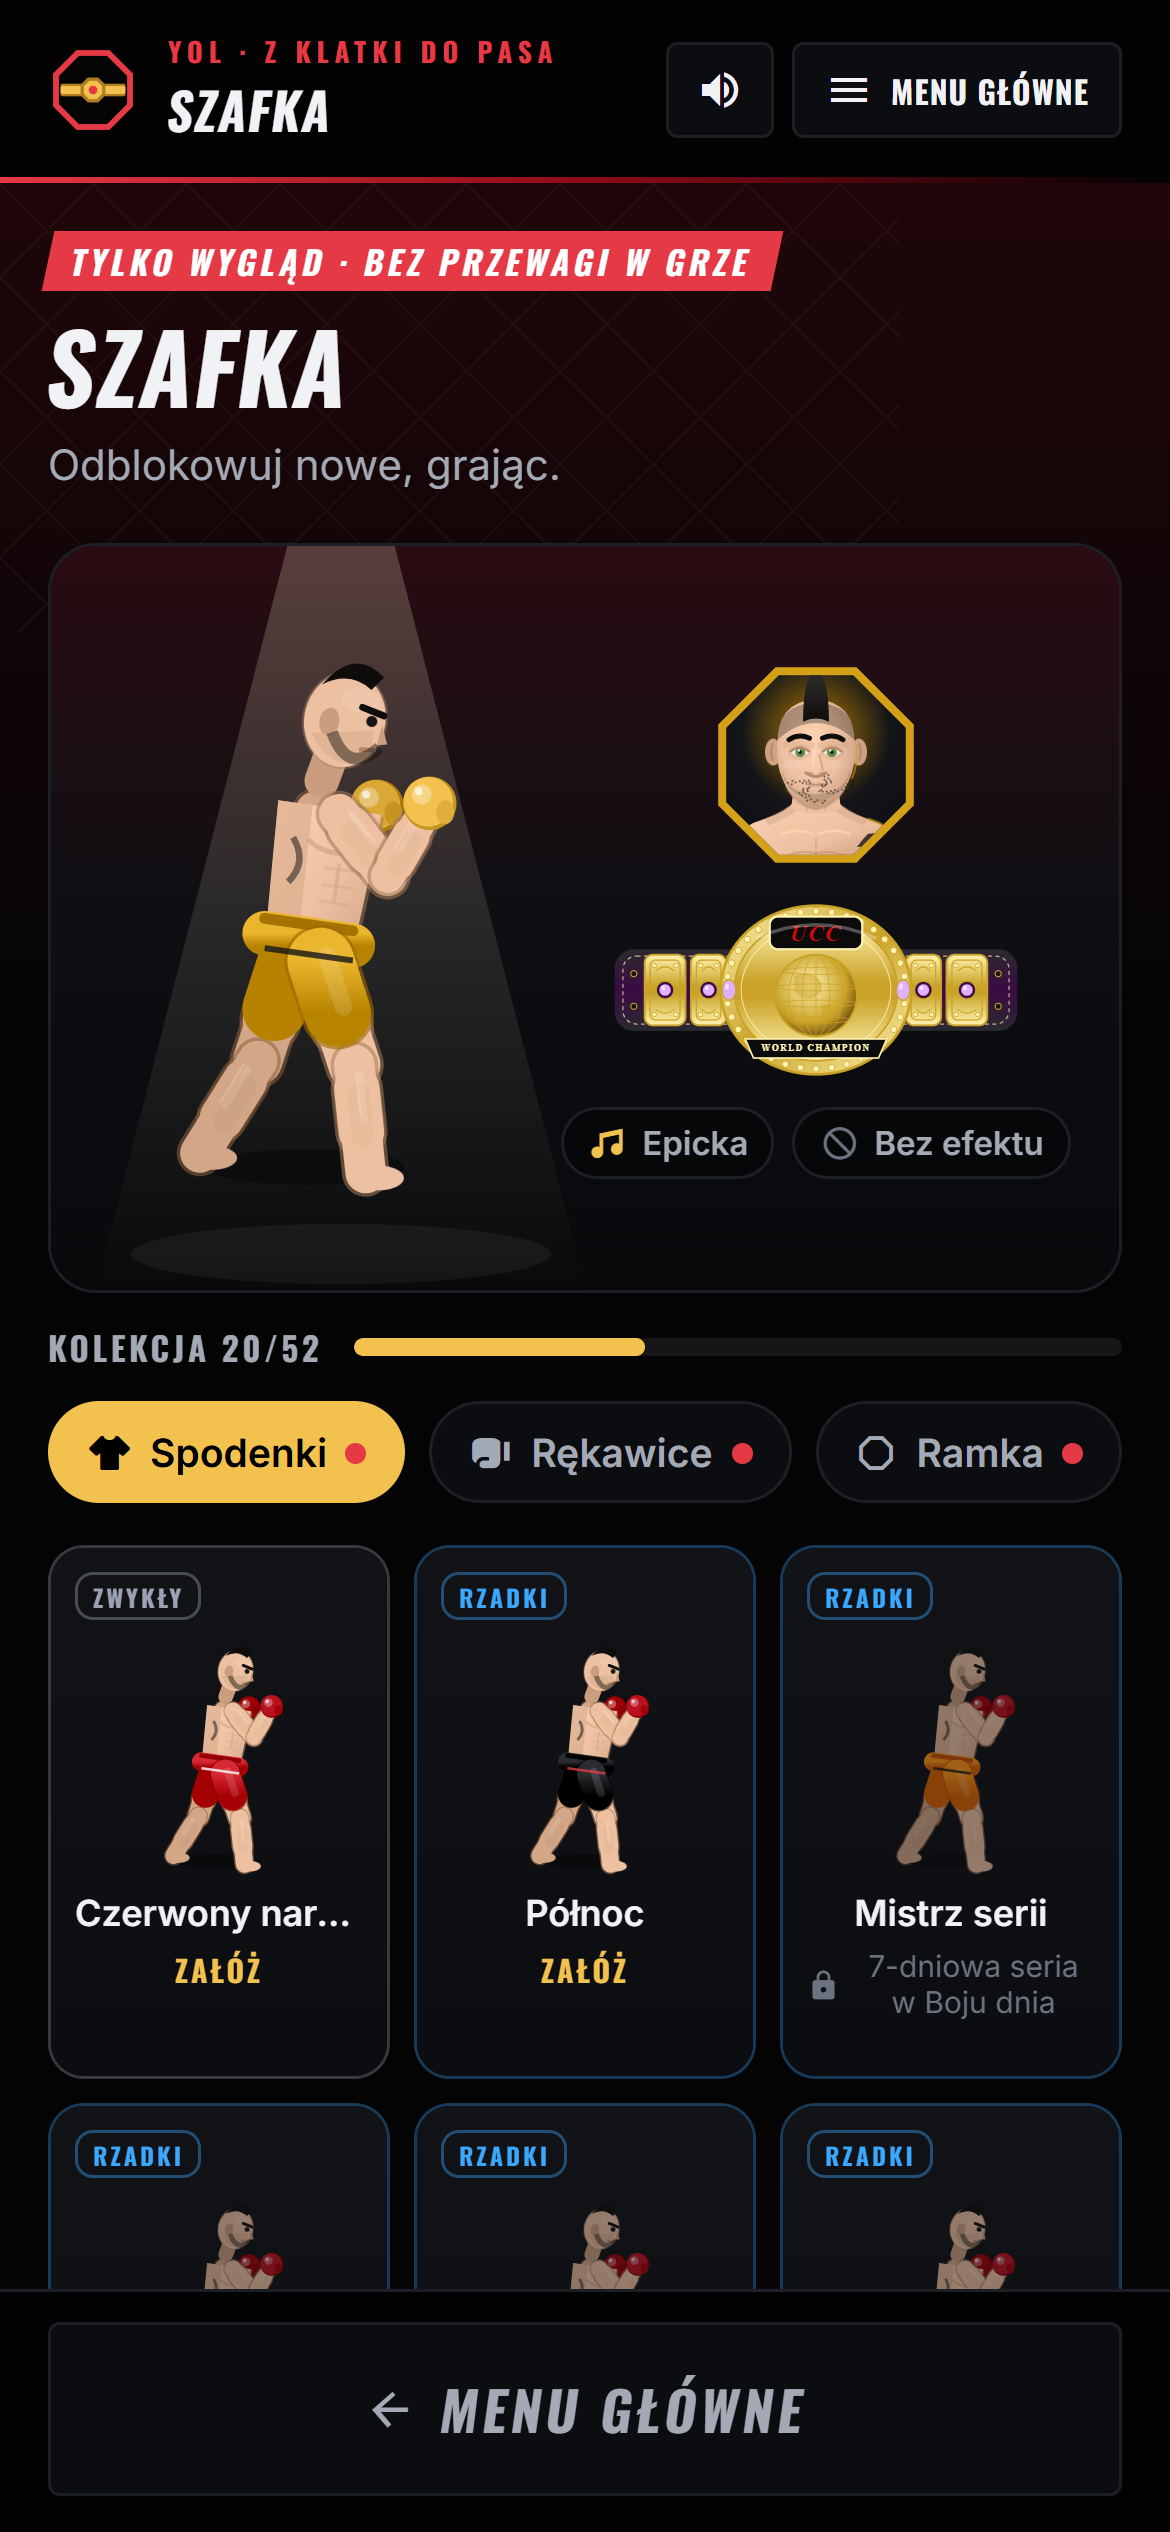 YOL · Z KLATKI DO PASA
SZAFKA
MENU GŁÓWNE
TYLKO WYGLĄD · BEZ PRZEWAGI W GRZE
SZAFKA
Odblokowuj nowe, grając.
UCC
WORLD CHAMPION
Epicka
Bez efektu
KOLEKCJA 20/52
Spodenki
Rękawice
Ramka
ZWYKŁY
RZADKI
RZADKI
Czerwony nar...
Północ
Mistrz serii
ZAŁÓŻ
ZAŁÓŻ
7-dniowa seria
w Boju dnia
RZADKI
RZADKI
RZADKI
MENU GŁÓWNE